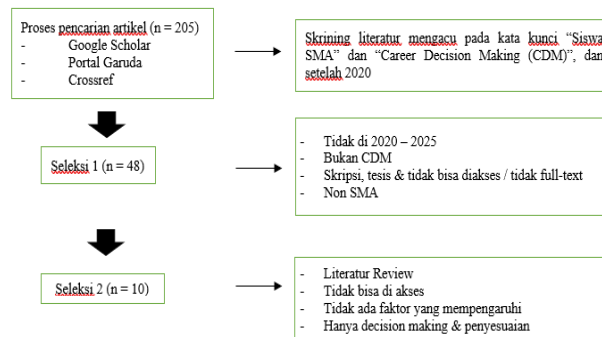 Proses pencarian artikel (n = 205)
- Google Scholar
- Portal Garuda
- Crossref
Skrining literatur mengacu pada kata kunci “Siswa
SMA” dan “Career Decision Making (CDM)”, dan
setelah 2020
Seleksi 1 (n = 48)
- Tidak di 2020 – 2025
- Bukan CDM
- Skripsi, tesis & tidak bisa diakses / tidak full-text
- Non SMA
Seleksi 2 (n = 10)
- Literatur Review
- Tidak bisa di akses
- Tidak ada faktor yang mempengaruhi
- Hanya decision making & penyesuaian